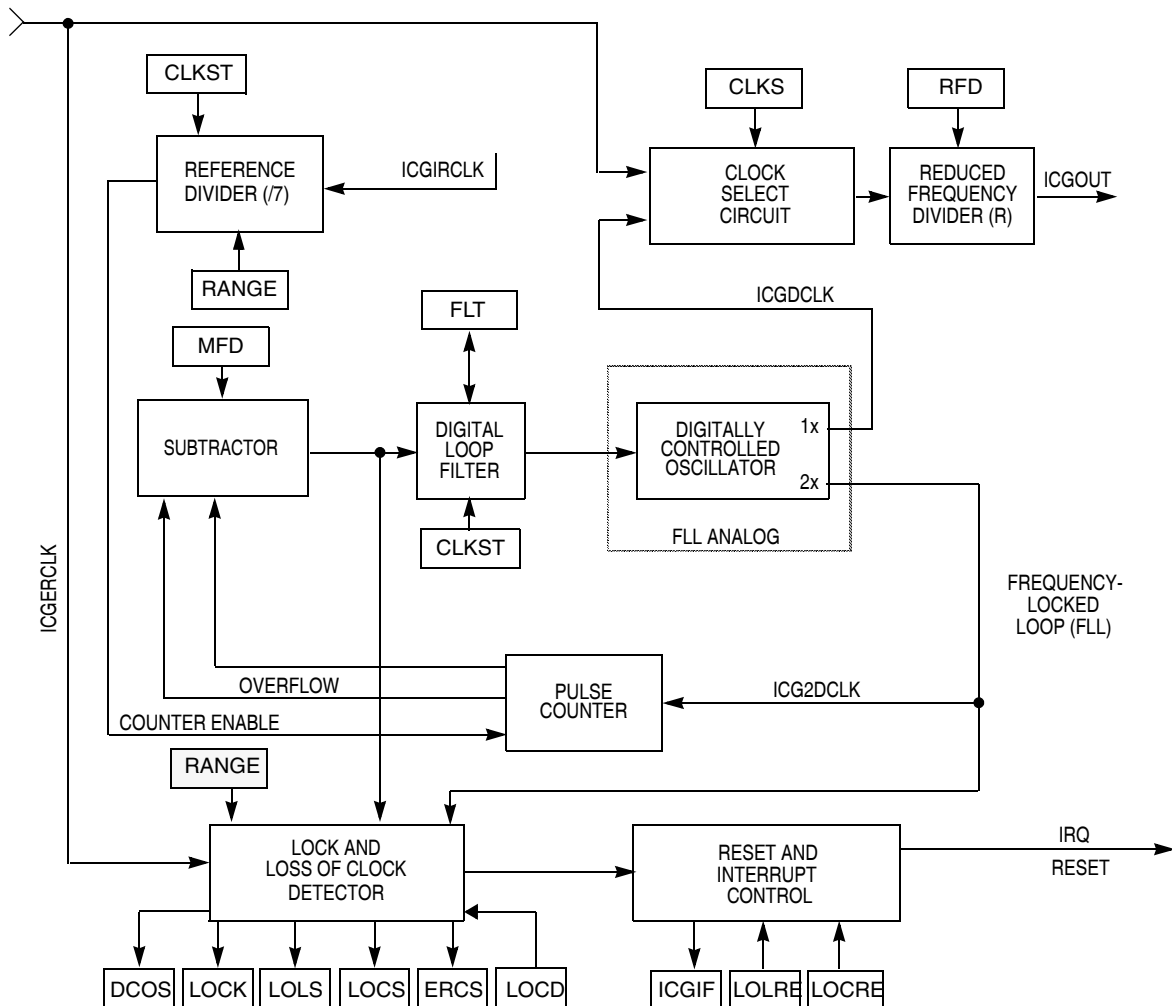 CLKST
CLKS
RFD
REFERENCE
DIVIDER (/7)
ICGIRCLK
CLOCK
SELECT
CIRCUIT
REDUCED
FREQUENCY
DIVIDER (R)
ICGOUT
RANGE
ICGDCLK
FLT
MFD
SUBTRACTOR
DIGITAL
LOOP
FILTER
DIGITALLY
CONTROLLED
OSCILLATOR
1x
2x
CLKST
FLL ANALOG
ICGERCLK
FREQUENCY-
LOCKED
LOOP (FLL)
OVERFLOW
PULSE
COUNTER
ICG2DCLK
COUNTER ENABLE
RANGE
LOCK AND
LOSS OF CLOCK
DETECTOR
RESET AND
INTERRUPT
CONTROL
IRQ
RESET
DCOS
LOCK
LOLS
LOCS
ERCS
LOCD
ICGIF
LOLRE
LOCRE